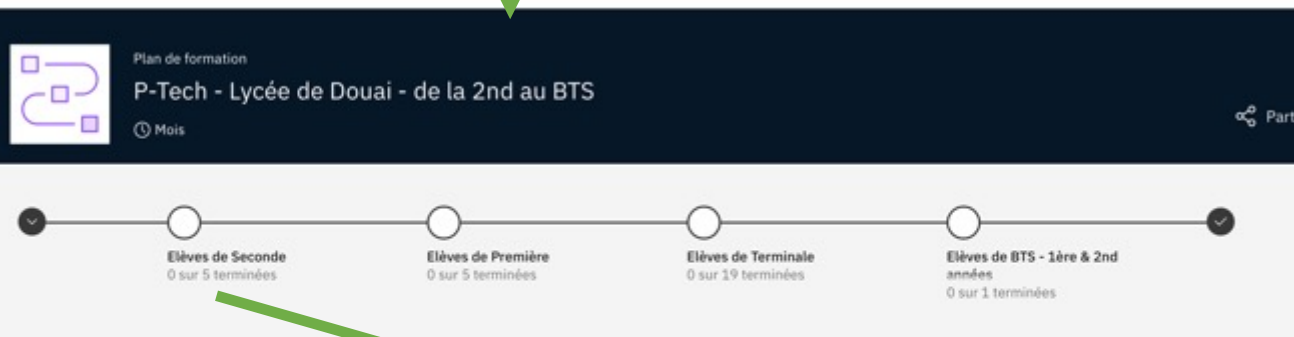 Plan de formation
P-Tech - Lycée de Douai - de la 2nd au BTS
Mois
Part
Elèves de Seconde
0 sur 5 terminées
Elèves de Première
0 sur 5 terminées
Elèves de Terminale
0 sur 19 terminées
Elèves de BTS - 1ère & 2nd
années
0 sur 1 terminées